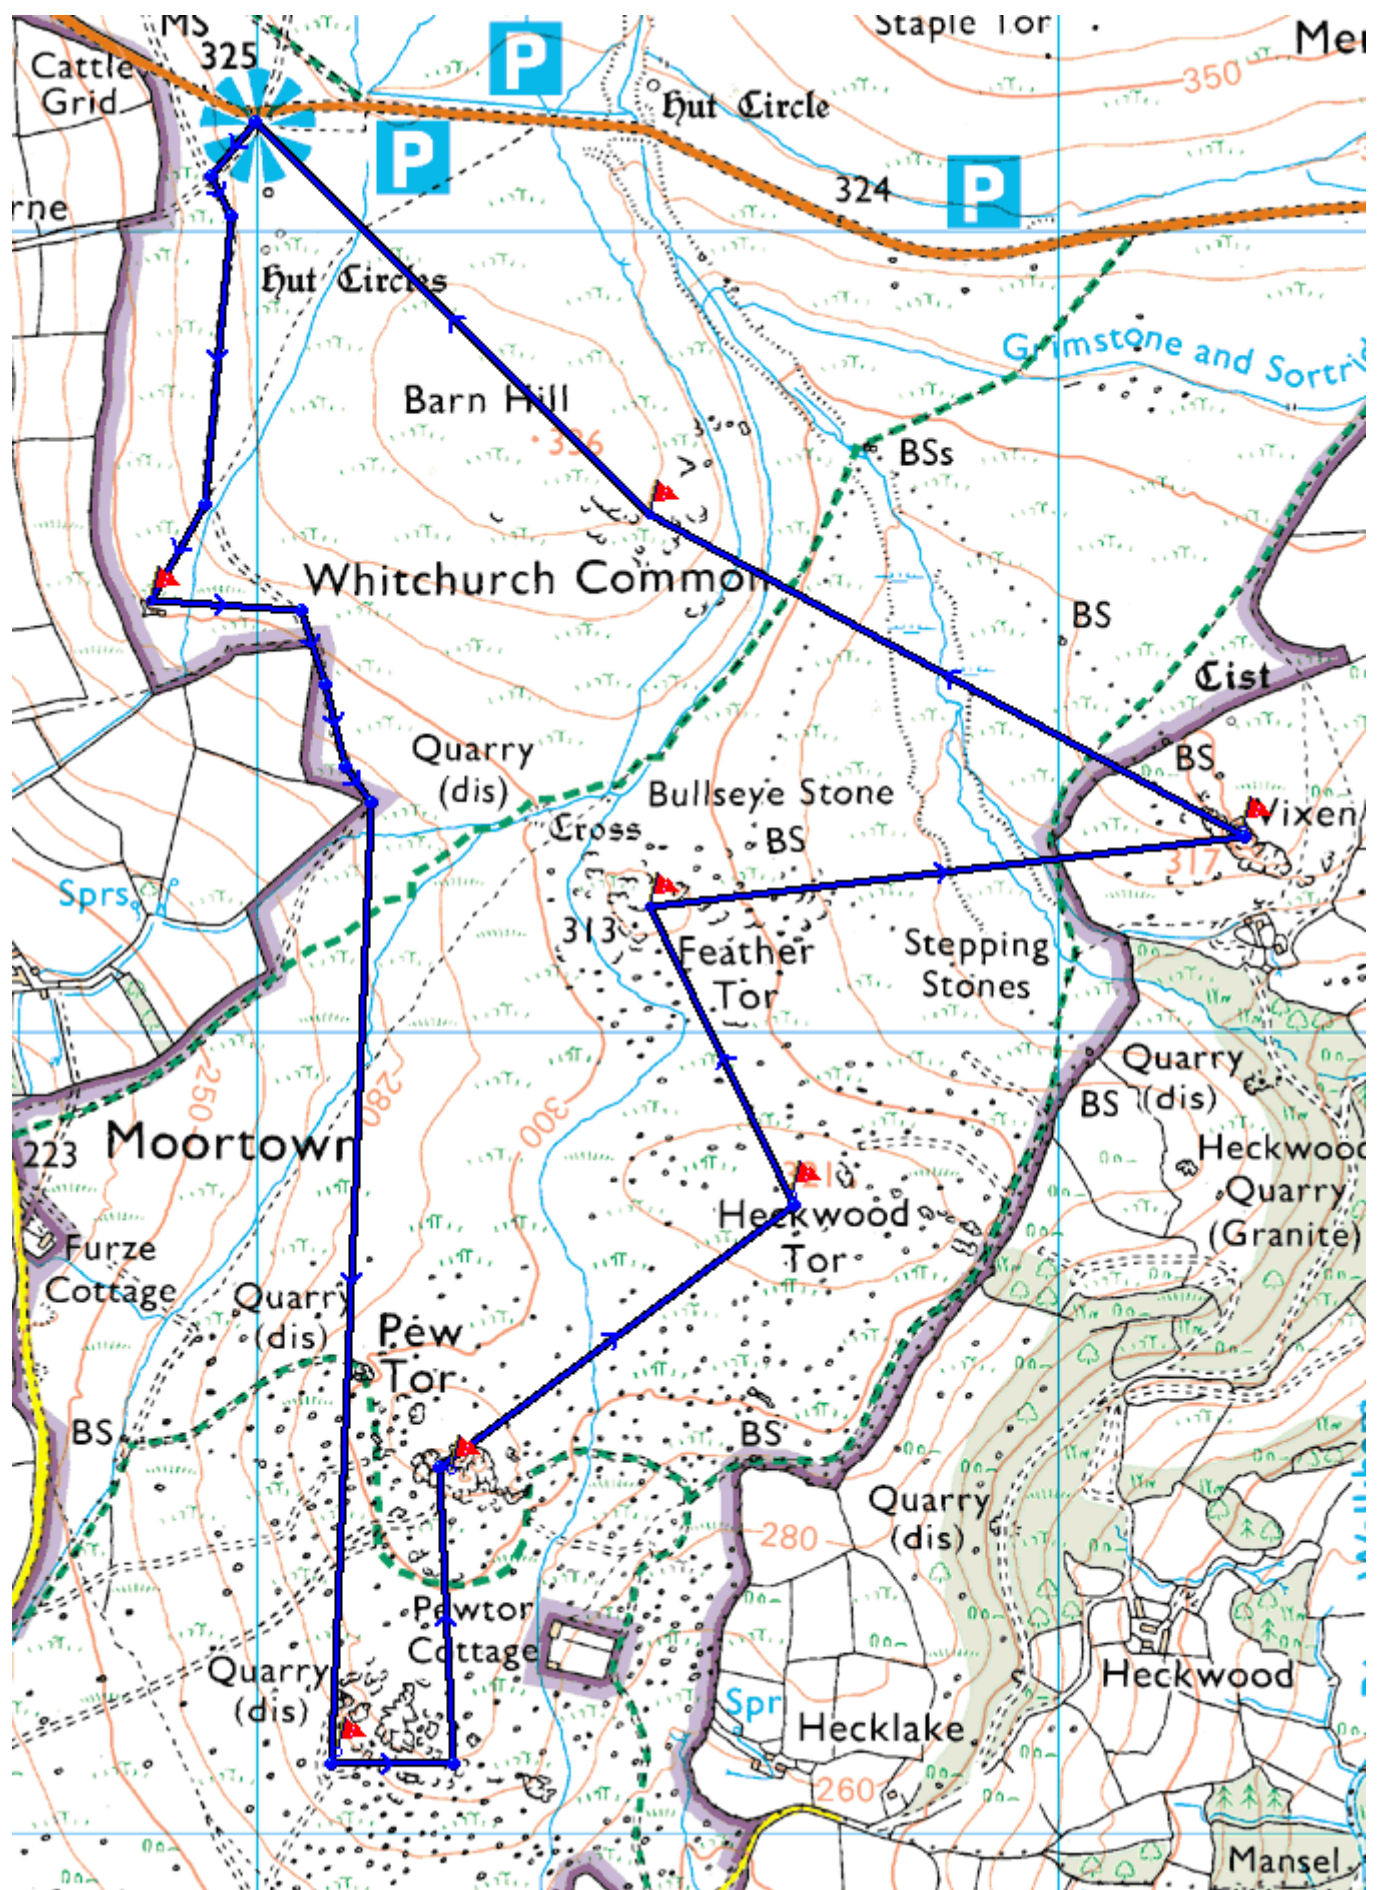 MS
325
Cattle
Grid
P
P
P
Staple Tor
350
Hut Circle
324
rne
Hut Circles
Grimstone and Sortrid
Barn Hill
336
BSs
Whitchurch Common
BS
Cist
Quarry
(dis)
Bullseye Stone
BS
BS
Cross
Vixen
317
Sprs
313
Feather
Tor
Stepping
Stones
Quarry
(dis)
BS
250
280
300
223
Moortown
Heckwood
Quarry
(Granite)
321
Heckwood
Tor
Furze
Cottage
Quarry
(dis)
Pew
Tor
BS
BS
Quarry
(dis)
280
Pewtor
Cottage
Quarry
(dis)
Heckwood
Spr
Hecklake
260
Mansel